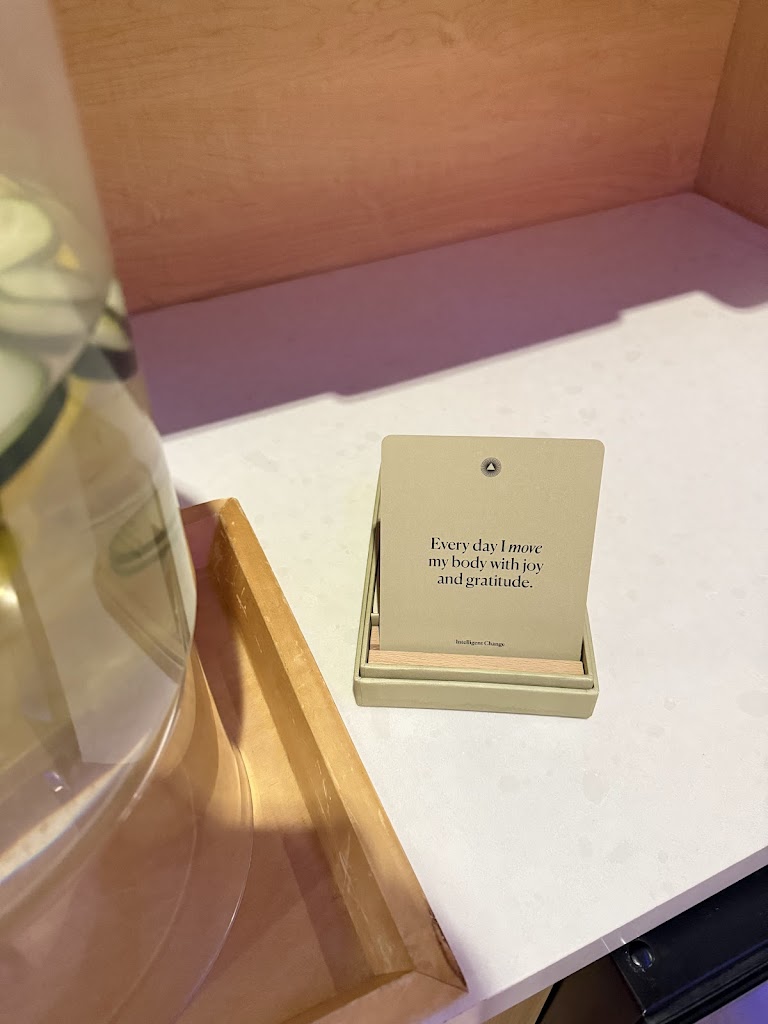 Every day I move
my body with joy
and gratitude.
Intelligent Change